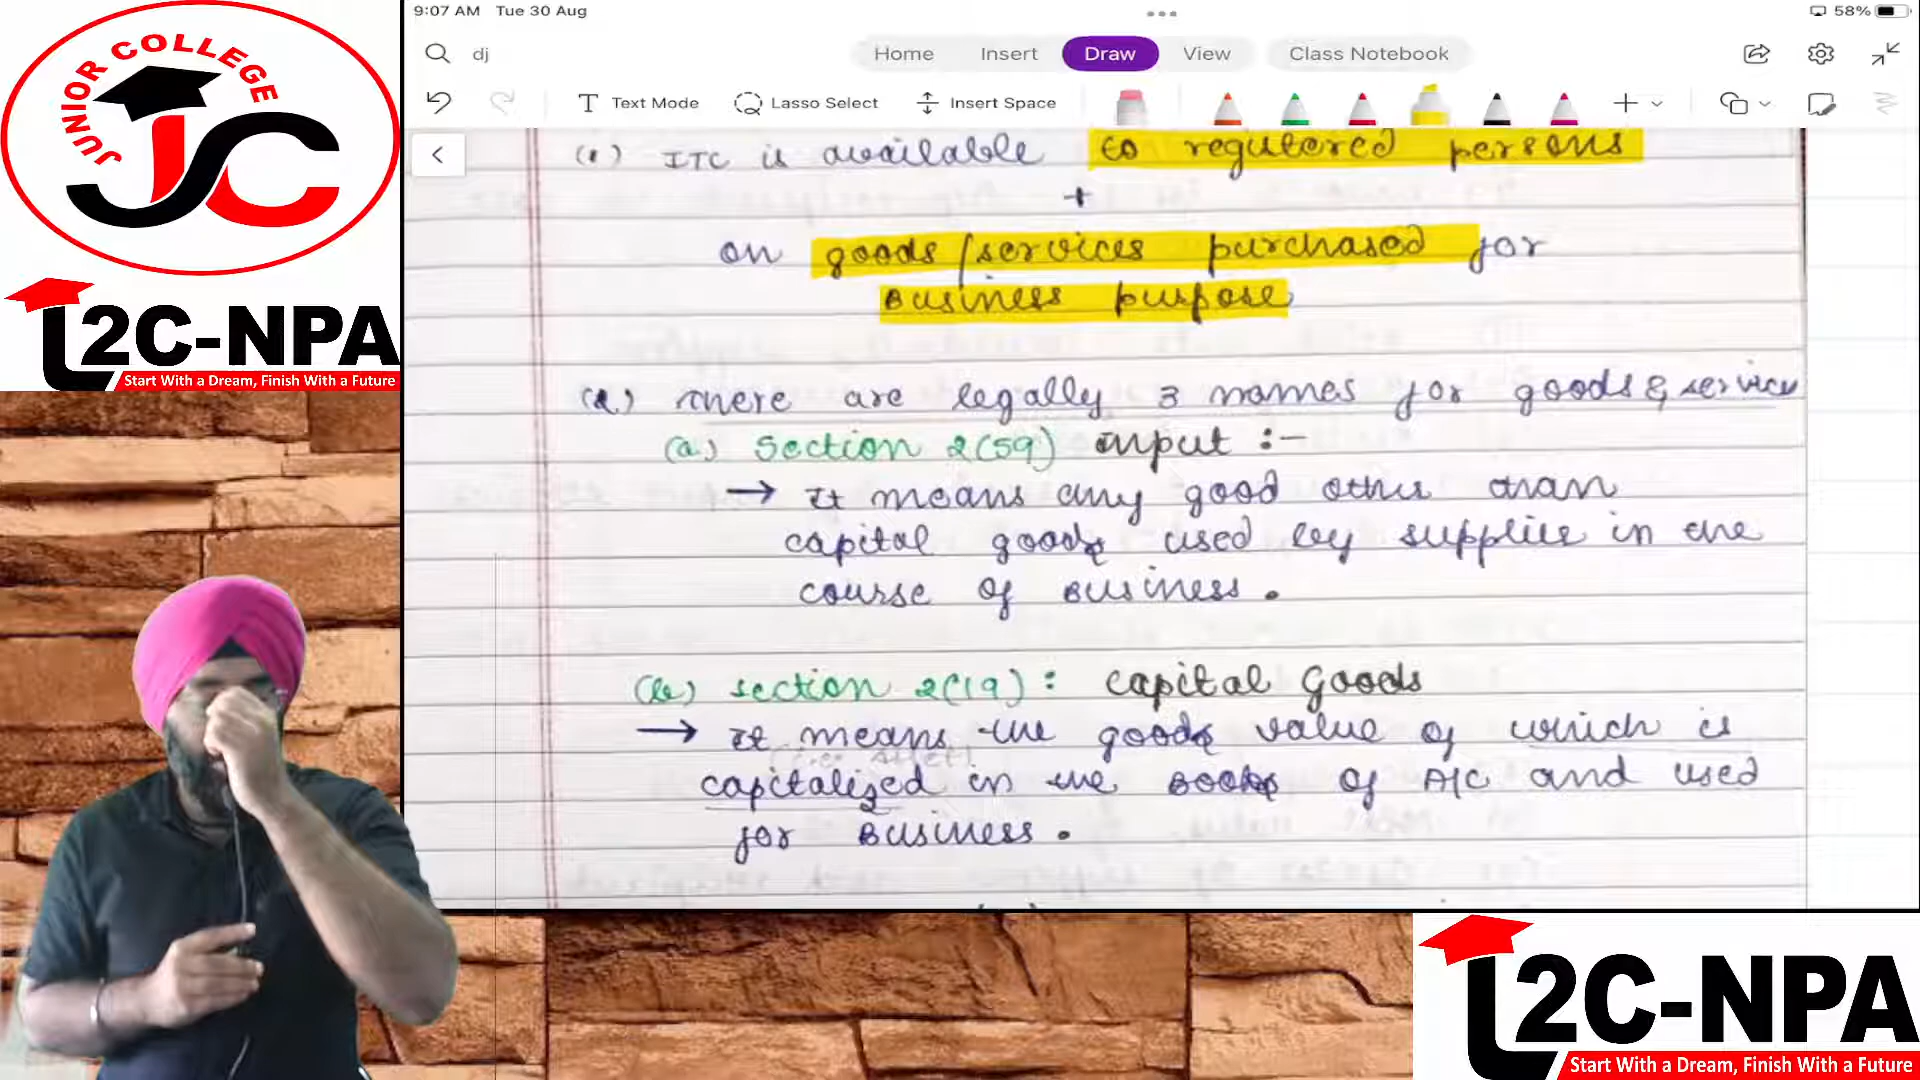 9:07 AM Tue 30 Aug
58%
dj
Home Insert Draw View Class Notebook
Text Mode Lasso Select Insert Space
JUNIOR COLLEGE
JC
L2C-NPA
Start With a Dream, Finish With a Future
(1) ITC is available to registered persons
+
on goods/services purchased for
Business purpose
(2) There are legally 3 names for goods & service
(a) Section 2(59) input :-
→ It means any good other than
capital goods used by supplier in the
course of Business.
(b) section 2(19): Capital Goods
→ It means the goods value of which is
capitalized in the Books of A/C and used
for Business.
L2C-NPA
Start With a Dream, Finish With a Future